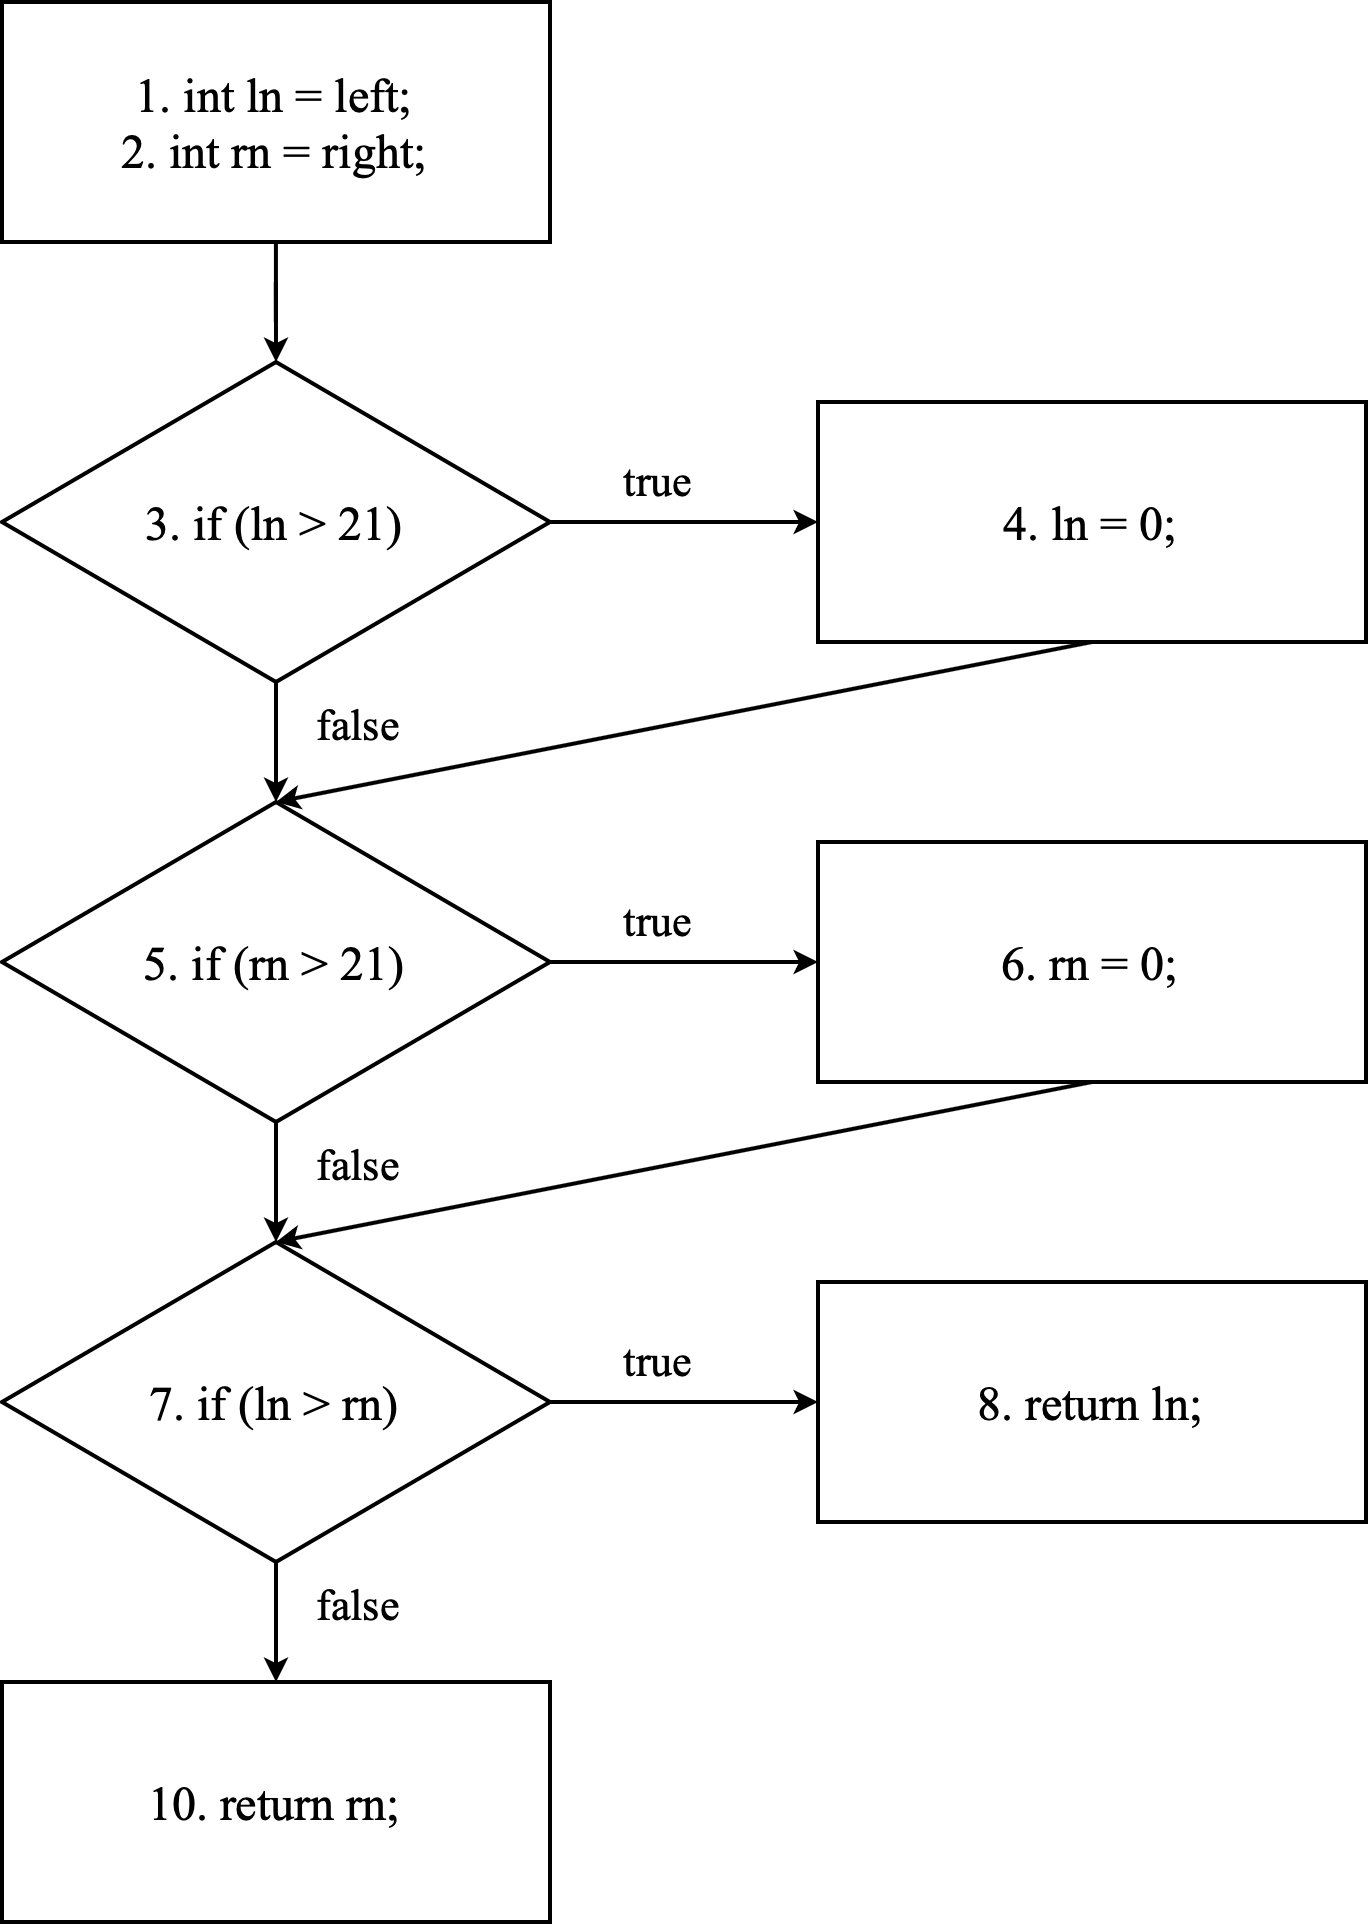 1. int ln = left;
2. int rn = right;
3. if (ln > 21)
true
4. ln = 0;
false
5. if (rn > 21)
true
6. rn = 0;
false
7. if (ln > rn)
true
8. return ln;
false
10. return rn;